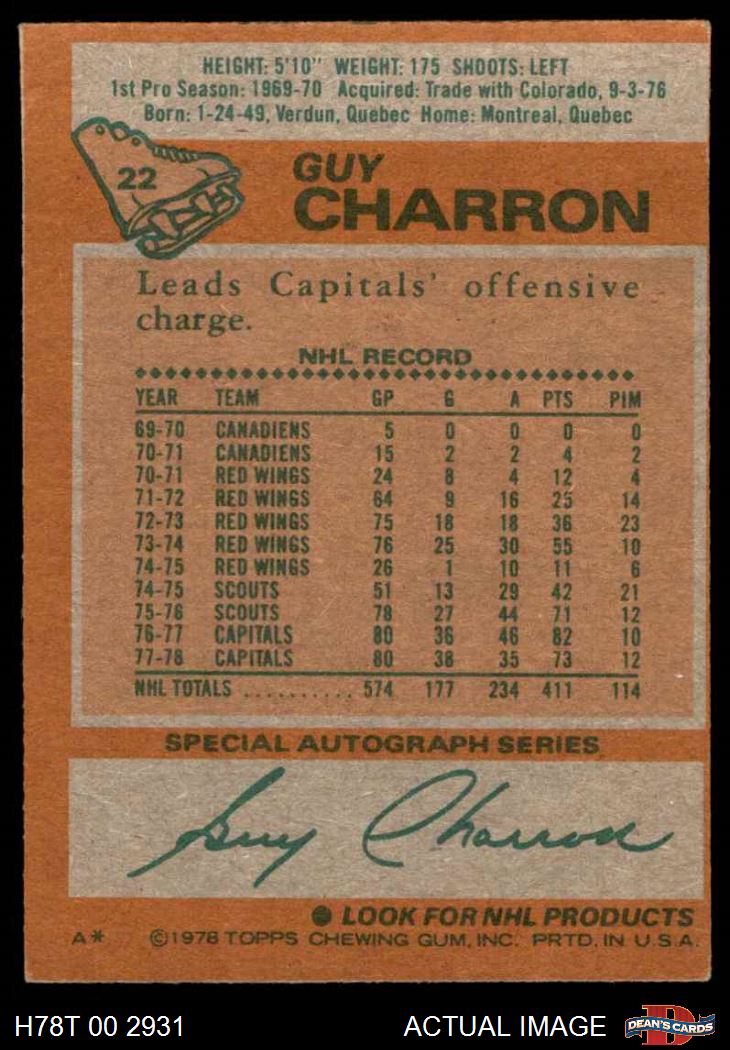 HEIGHT: 5'10" WEIGHT: 175 SHOOTS: LEFT
1st Pro Season: 1969-70 Acquired: Trade with Colorado, 9-3-76
Born: 1-24-49, Verdun, Quebec Home: Montreal, Quebec
22
GUY
CHARRON
Leads Capitals' offensive
charge.
NHL RECORD
YEAR TEAM GP G A PTS PIM
69-70 CANADIENS 5 0 0 0 0
70-71 CANADIENS 15 2 2 4 2
70-71 RED WINGS 24 8 4 12 4
71-72 RED WINGS 64 9 16 25 14
72-73 RED WINGS 75 18 18 36 23
73-74 RED WINGS 76 25 30 55 10
74-75 RED WINGS 26 1 10 11 6
74-75 SCOUTS 51 13 29 42 21
75-76 SCOUTS 78 27 44 71 12
76-77 CAPITALS 80 36 46 82 10
77-78 CAPITALS 80 38 35 73 12
NHL TOTALS .......... 574 177 234 411 114
SPECIAL AUTOGRAPH SERIES
Guy Charron
● LOOK FOR NHL PRODUCTS
A* ©1978 TOPPS CHEWING GUM, INC. PRTD. IN U.S.A.
H78T 00 2931 ACTUAL IMAGE D DEAN'S CARDS